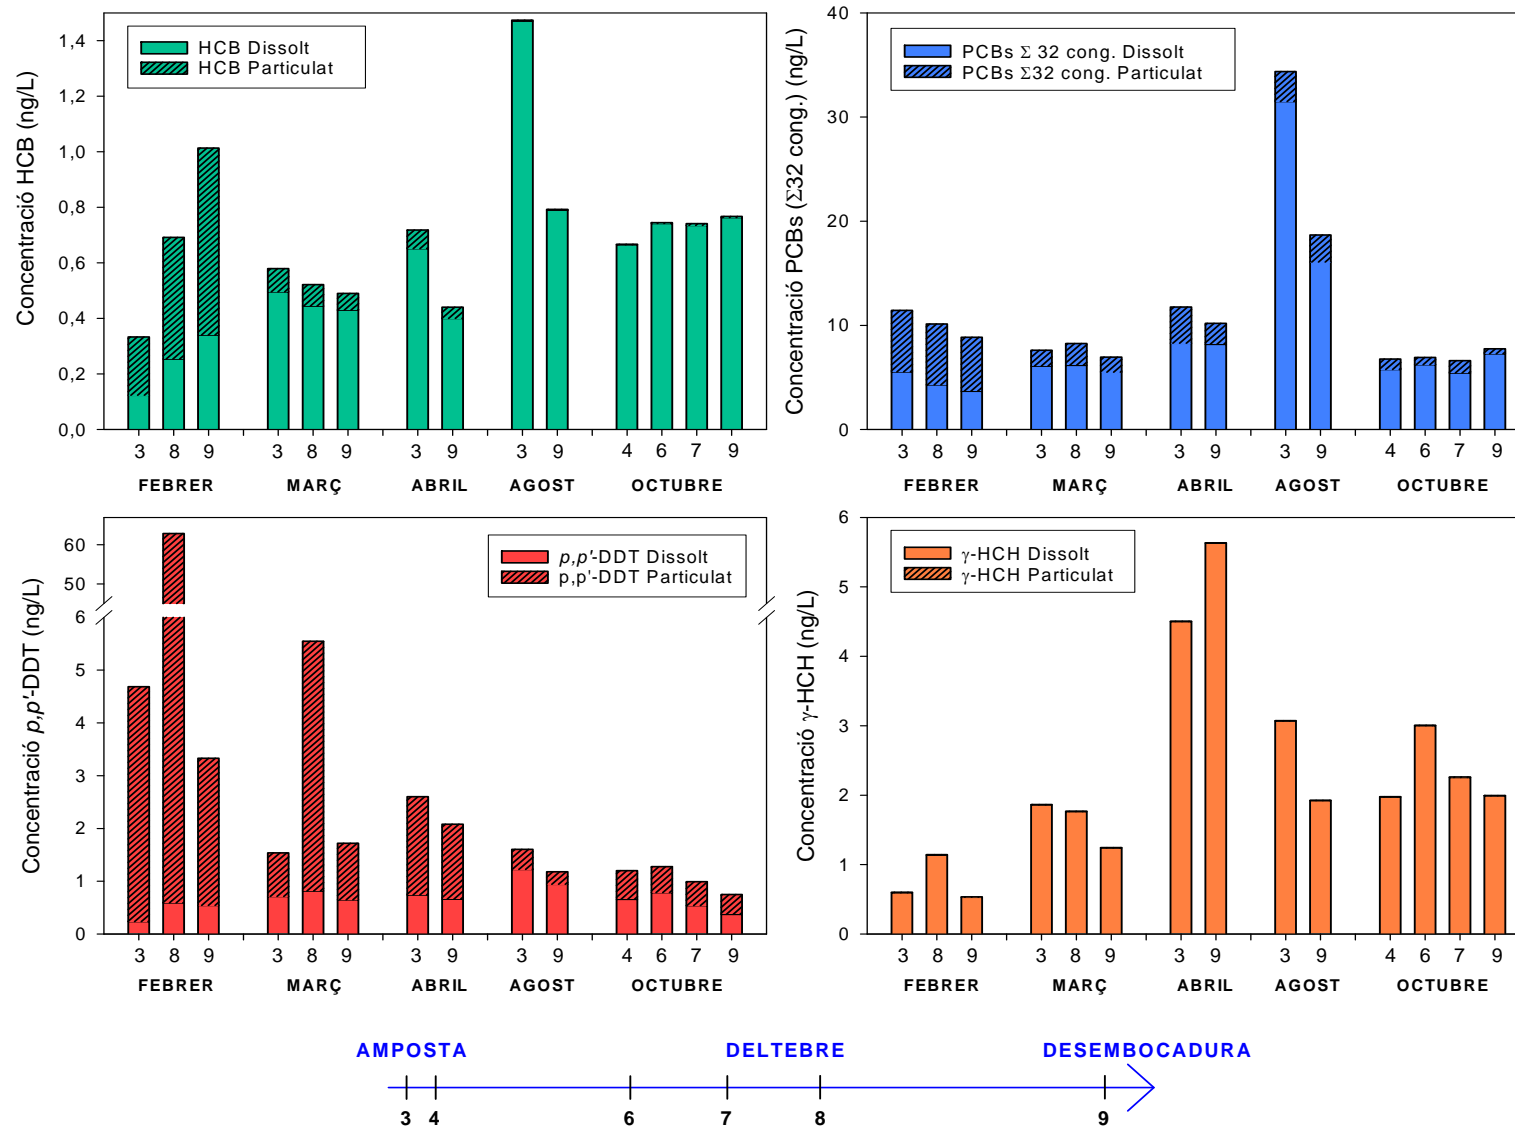 Concentració HCB (ng/L)
1,4
1,2
1,0
0,8
0,6
0,4
0,2
0,0
HCB Dissolt
HCB Particulat
3 8 9 3 8 9 3 9 3 9 4 6 7 9
FEBRER MARÇ ABRIL AGOST OCTUBRE
Concentració PCBs (Σ32 cong.) (ng/L)
40
30
20
10
0
PCBs Σ 32 cong. Dissolt
PCBs Σ32 cong. Particulat
3 8 9 3 8 9 3 9 3 9 4 6 7 9
FEBRER MARÇ ABRIL AGOST OCTUBRE
Concentració p,p'-DDT (ng/L)
60
50
6
5
4
3
2
1
0
p,p'-DDT Dissolt
p,p'-DDT Particulat
3 8 9 3 8 9 3 9 3 9 4 6 7 9
FEBRER MARÇ ABRIL AGOST OCTUBRE
Concentració γ-HCH (ng/L)
6
5
4
3
2
1
0
γ-HCH Dissolt
γ-HCH Particulat
3 8 9 3 8 9 3 9 3 9 4 6 7 9
FEBRER MARÇ ABRIL AGOST OCTUBRE
AMPOSTA DELTEBRE DESEMBOCADURA
3 4 6 7 8 9